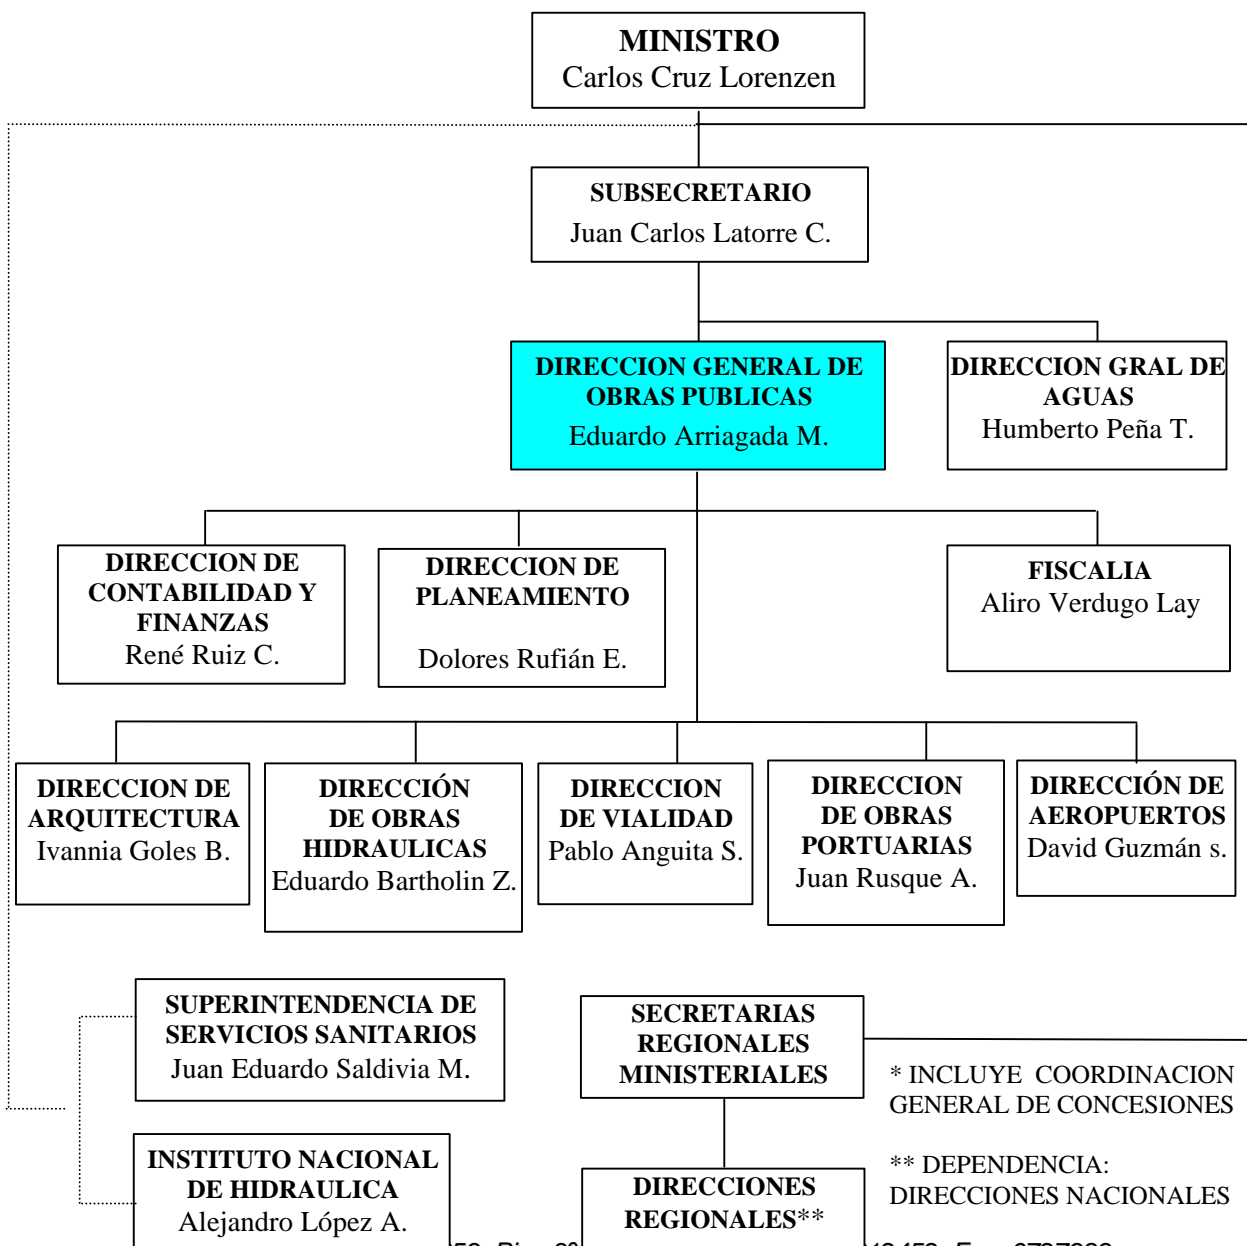 MINISTRO
Carlos Cruz Lorenzen
SUBSECRETARIO
Juan Carlos Latorre C.
DIRECCION GENERAL DE
OBRAS PUBLICAS
Eduardo Arriagada M.
DIRECCION GRAL DE
AGUAS
Humberto Peña T.
DIRECCION DE
CONTABILIDAD Y
FINANZAS
René Ruiz C.
DIRECCION DE
PLANEAMIENTO
Dolores Rufián E.
FISCALIA
Aliro Verdugo Lay
DIRECCION DE
ARQUITECTURA
Ivannia Goles B.
DIRECCIÓN
DE OBRAS
HIDRAULICAS
Eduardo Bartholin Z.
DIRECCION
DE VIALIDAD
Pablo Anguita S.
DIRECCION
DE OBRAS
PORTUARIAS
Juan Rusque A.
DIRECCIÓN DE
AEROPUERTOS
David Guzmán s.
SUPERINTENDENCIA DE
SERVICIOS SANITARIOS
Juan Eduardo Saldivia M.
INSTITUTO NACIONAL
DE HIDRAULICA
Alejandro López A.
SECRETARIAS
REGIONALES
MINISTERIALES
DIRECCIONES
REGIONALES**
* INCLUYE COORDINACION
GENERAL DE CONCESIONES
** DEPENDENCIA:
DIRECCIONES NACIONALES